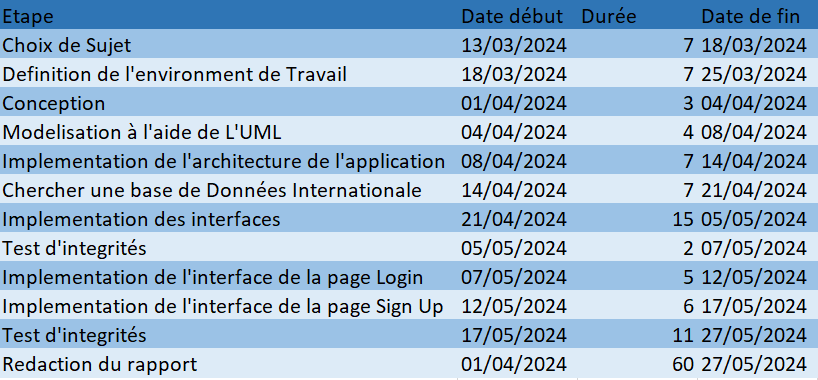 Etape Date début Durée Date de fin
Choix de Sujet 13/03/2024 7 18/03/2024
Definition de l'environment de Travail 18/03/2024 7 25/03/2024
Conception 01/04/2024 3 04/04/2024
Modelisation à l'aide de L'UML 04/04/2024 4 08/04/2024
Implementation de l'architecture de l'application 08/04/2024 7 14/04/2024
Chercher une base de Données Internationale 14/04/2024 7 21/04/2024
Implementation des interfaces 21/04/2024 15 05/05/2024
Test d'integrités 05/05/2024 2 07/05/2024
Implementation de l'interface de la page Login 07/05/2024 5 12/05/2024
Implementation de l'interface de la page Sign Up 12/05/2024 6 17/05/2024
Test d'integrités 17/05/2024 11 27/05/2024
Redaction du rapport 01/04/2024 60 27/05/2024